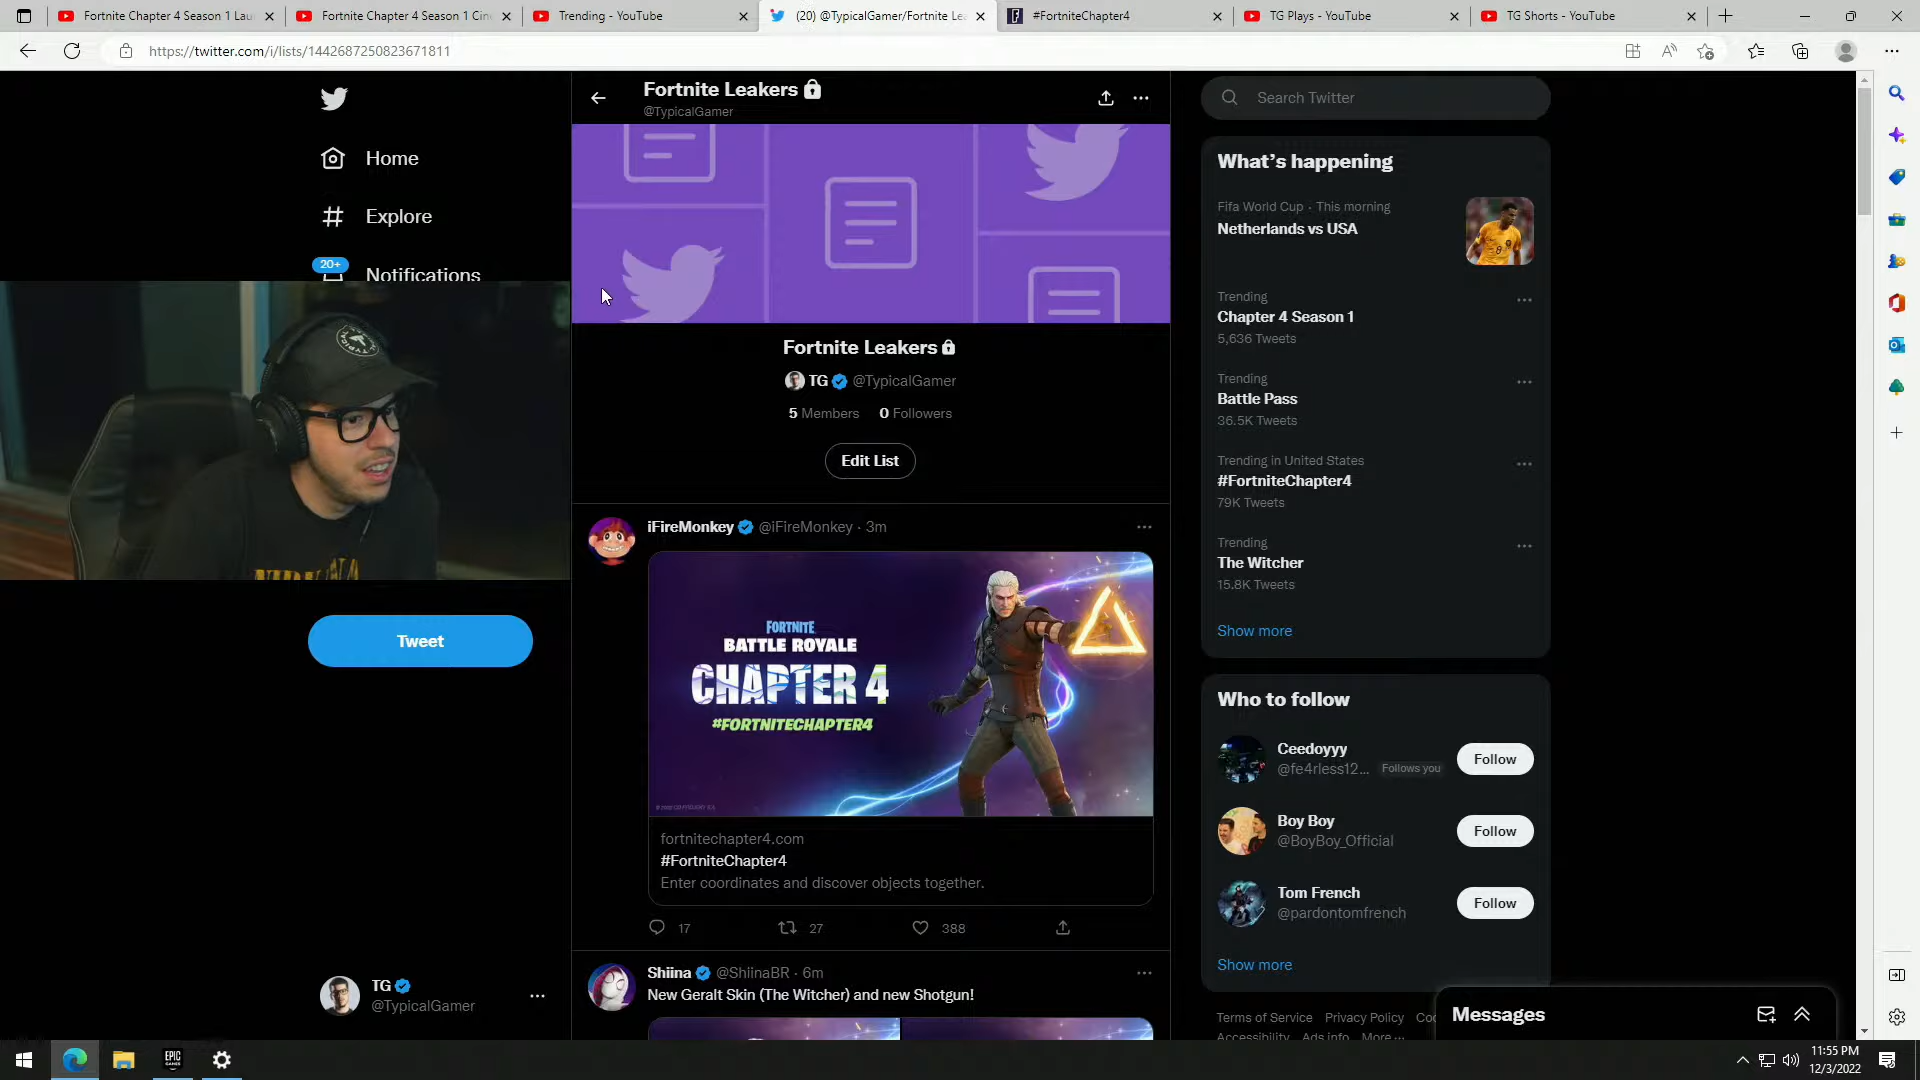 Fortnite Chapter 4 Season 1 Lau
Fortnite Chapter 4 Season 1 Cin
Trending - YouTube
(20) @TypicalGamer/Fortnite Le
#FortniteChapter4
TG Plays - YouTube
TG Shorts - YouTube
https://twitter.com/i/lists/1442687250823671811
Home
Explore
20+
Notifications
Tweet
TG
@TypicalGamer
Fortnite Leakers
@TypicalGamer
Fortnite Leakers
TG @TypicalGamer
5 Members 0 Followers
Edit List
iFireMonkey @iFireMonkey · 3m
FORTNITE
BATTLE ROYALE
CHAPTER 4
#FORTNITECHAPTER4
fortnitechapter4.com
#FortniteChapter4
Enter coordinates and discover objects together.
17 27 388
Shiina @ShiinaBR · 6m
New Geralt Skin (The Witcher) and new Shotgun!
Search Twitter
What's happening
Fifa World Cup · This morning
Netherlands vs USA
Trending
Chapter 4 Season 1
5,636 Tweets
Trending
Battle Pass
36.5K Tweets
Trending in United States
#FortniteChapter4
79K Tweets
Trending
The Witcher
15.8K Tweets
Show more
Who to follow
Ceedoyyy
@fe4rless12... Follows you
Follow
Boy Boy
@BoyBoy_Official
Follow
Tom French
@pardontomfrench
Follow
Show more
Terms of Service Privacy Policy Coo
Accessibility Ads info More ...
Messages
EPIC
GAMES
11:55 PM
12/3/2022